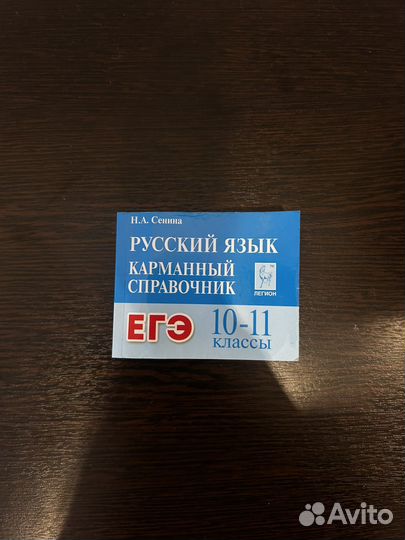 Н.А. Сенина
РУССКИЙ ЯЗЫК
КАРМАННЫЙ
СПРАВОЧНИК
ЛЕГИОН
ЕГЭ
10-11
классы
Avito